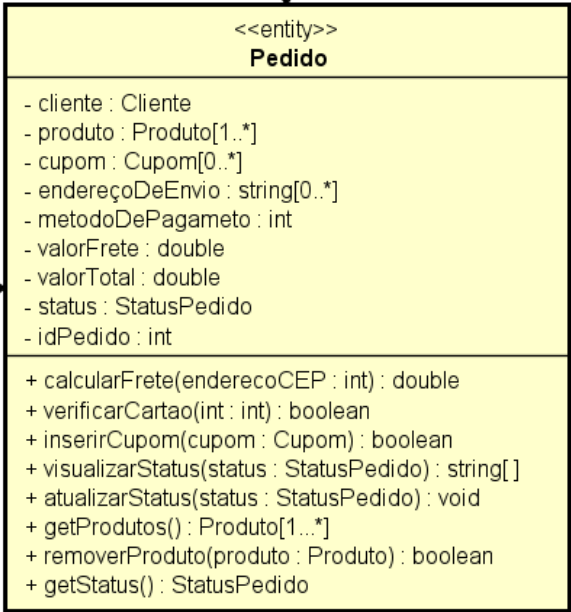 <<entity>>
Pedido
- cliente : Cliente
- produto : Produto[1..*]
- cupom : Cupom[0..*]
- endereçoDeEnvio : string[0..*]
- metodoDePagameto : int
- valorFrete : double
- valorTotal : double
- status : StatusPedido
- idPedido : int
+ calcularFrete(enderecoCEP : int) : double
+ verificarCartao(int : int) : boolean
+ inserirCupom(cupom : Cupom) : boolean
+ visualizarStatus(status : StatusPedido) : string[ ]
+ atualizarStatus(status : StatusPedido) : void
+ getProdutos() : Produto[1...*]
+ removerProduto(produto : Produto) : boolean
+ getStatus() : StatusPedido